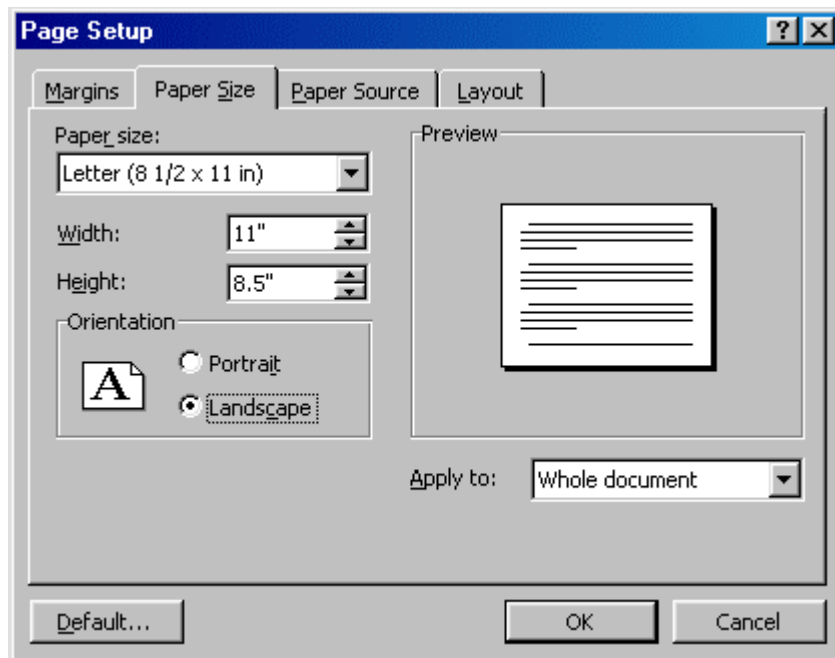 Page Setup
Margins Paper Size Paper Source Layout
Paper size:
Letter (8 1/2 x 11 in)
Width: 11"
Height: 8.5"
Orientation
A
Portrait
Landscape
Preview
Apply to: Whole document
Default... OK Cancel